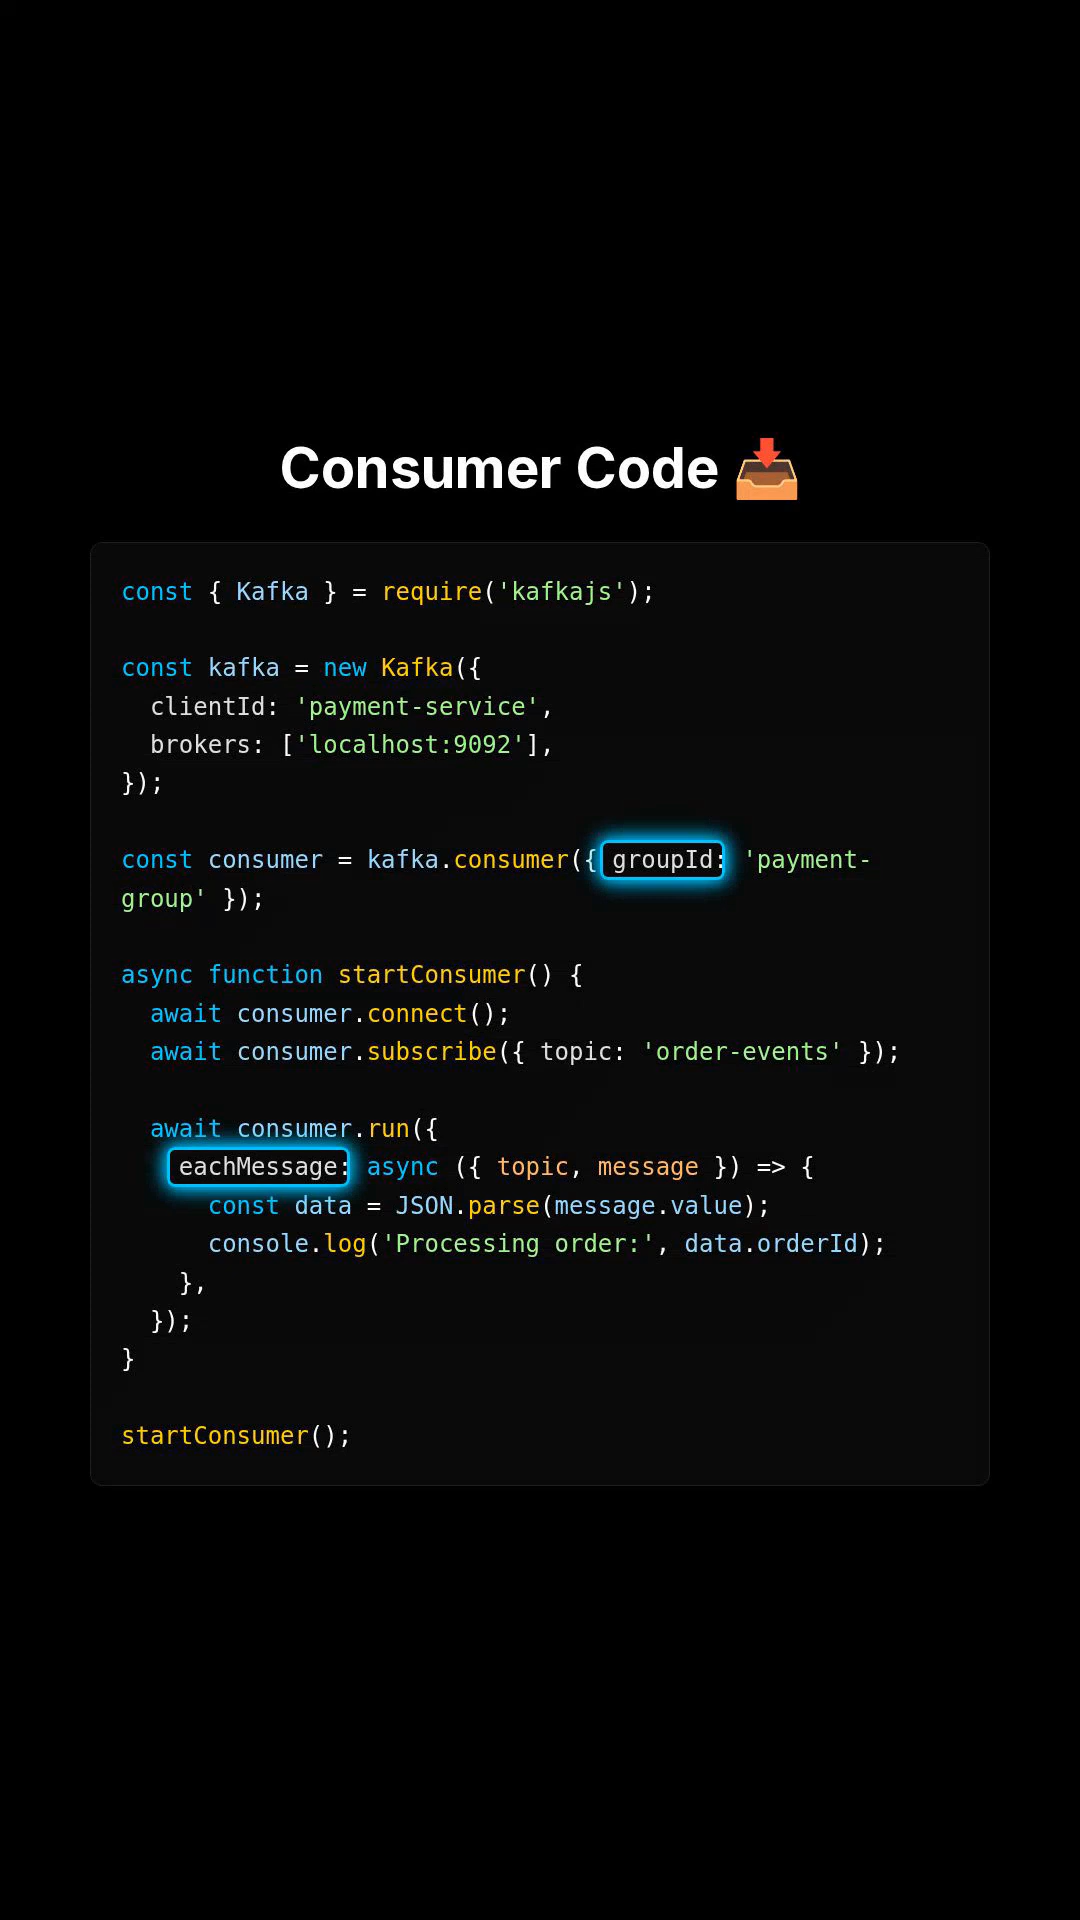 Consumer Code 📥
const { Kafka } = require('kafkajs');

const kafka = new Kafka({
  clientId: 'payment-service',
  brokers: ['localhost:9092'],
});

const consumer = kafka.consumer({ groupId: 'payment-
group' });

async function startConsumer() {
  await consumer.connect();
  await consumer.subscribe({ topic: 'order-events' });

  await consumer.run({
    eachMessage: async ({ topic, message }) => {
      const data = JSON.parse(message.value);
      console.log('Processing order:', data.orderId);
    },
  });
}

startConsumer();